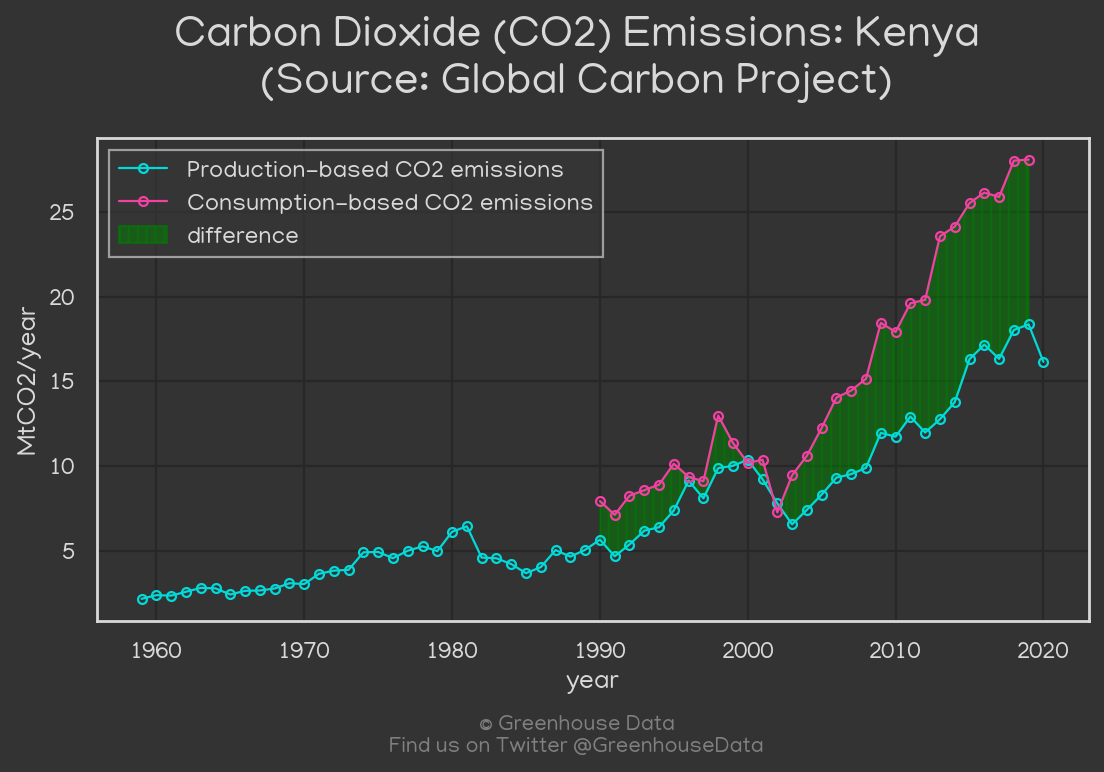 Carbon Dioxide (CO2) Emissions: Kenya
(Source: Global Carbon Project)
Production-based CO2 emissions
Consumption-based CO2 emissions
difference
MtCO2/year
25
20
15
10
5
1960 1970 1980 1990 2000 2010 2020
year
© Greenhouse Data
Find us on Twitter @GreenhouseData